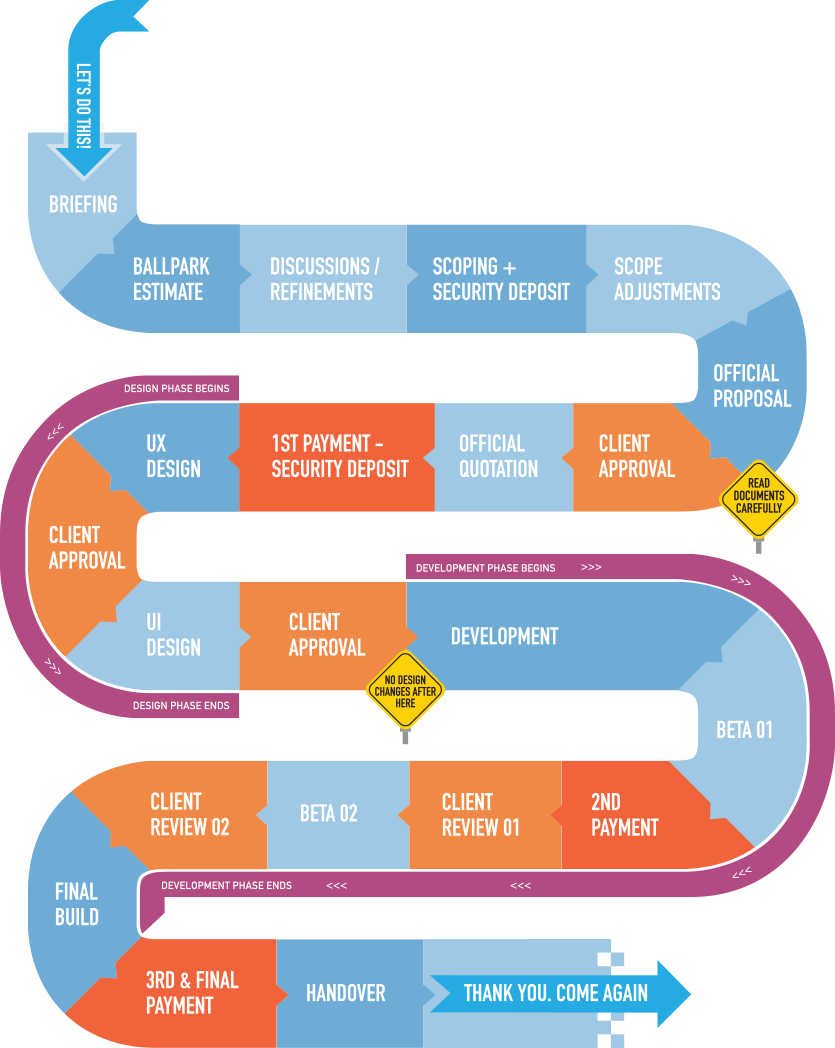 LET'S DO THIS!
BRIEFING
BALLPARK
ESTIMATE
DISCUSSIONS /
REFINEMENTS
SCOPING +
SECURITY DEPOSIT
SCOPE
ADJUSTMENTS
OFFICIAL
PROPOSAL
READ
DOCUMENTS
CAREFULLY
CLIENT
APPROVAL
OFFICIAL
QUOTATION
1ST PAYMENT -
SECURITY DEPOSIT
DESIGN PHASE BEGINS
<<<
UX
DESIGN
CLIENT
APPROVAL
UI
DESIGN
>>>
DESIGN PHASE ENDS
CLIENT
APPROVAL
NO DESIGN
CHANGES AFTER
HERE
DEVELOPMENT PHASE BEGINS >>>
>>>
DEVELOPMENT
BETA 01
2ND
PAYMENT
CLIENT
REVIEW 01
BETA 02
CLIENT
REVIEW 02
<<<
DEVELOPMENT PHASE ENDS <<< <<<
FINAL
BUILD
3RD & FINAL
PAYMENT
HANDOVER
THANK YOU. COME AGAIN